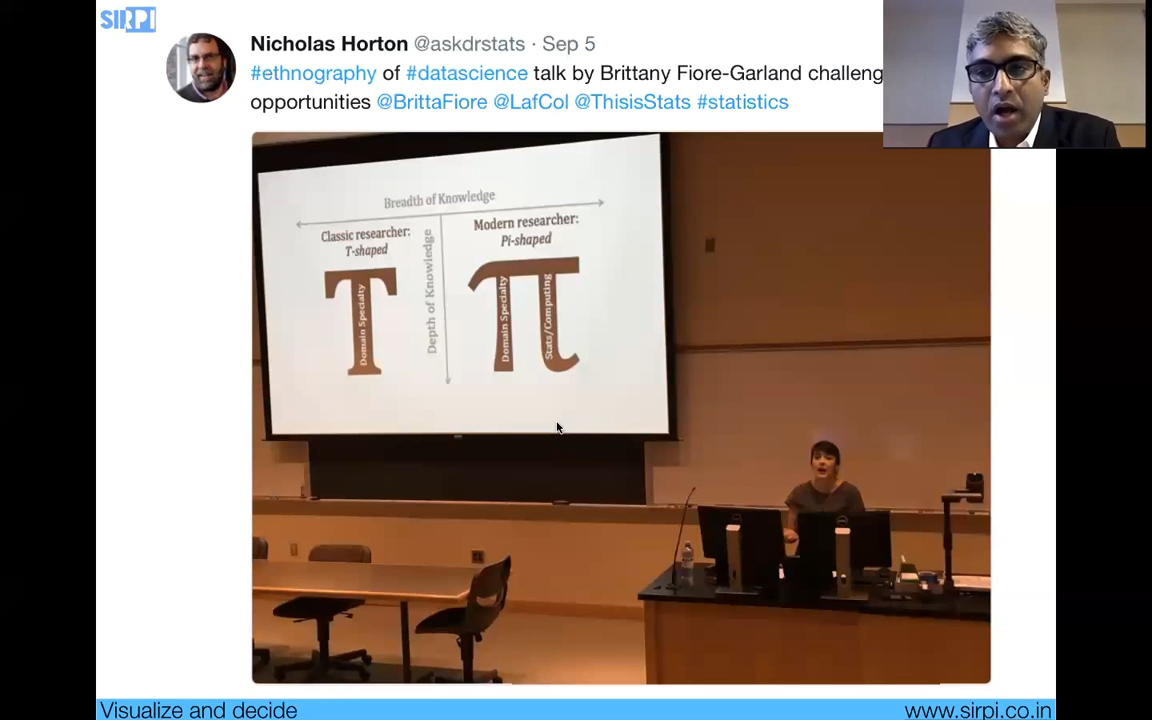 SIRPI
Nicholas Horton @askdrstats · Sep 5
#ethnography of #datascience talk by Brittany Fiore-Garland challeng
opportunities @BrittaFiore @LafCol @ThisisStats #statistics
Breadth of Knowledge
Classic researcher:
T-shaped
Domain Specialty
Depth of Knowledge
Modern researcher:
Pi-shaped
Domain Specialty
Stats/Computing
Visualize and decide
www.sirpi.co.in